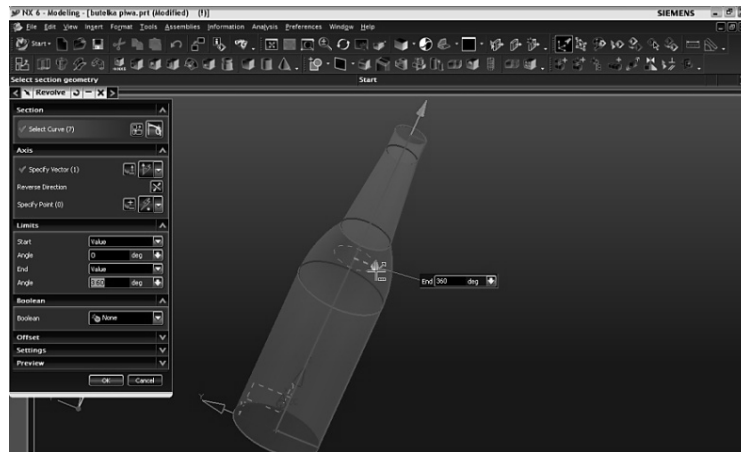 NX 6 - Modeling - [butelka piwa.prt (Modified) (!)]
SIEMENS
File Edit View Insert Format Tools Assemblies Information Analysis Preferences Window Help
Start
Select section geometry
Start
Revolve
Section
Select Curve (7)
Axis
Specify Vector (1)
Reverse Direction
Specify Point (0)
Limits
Start Value
Angle 0 deg
End Value
Angle 360 deg
Boolean
Boolean None
Offset
Settings
Preview
OK Cancel
End 360 deg